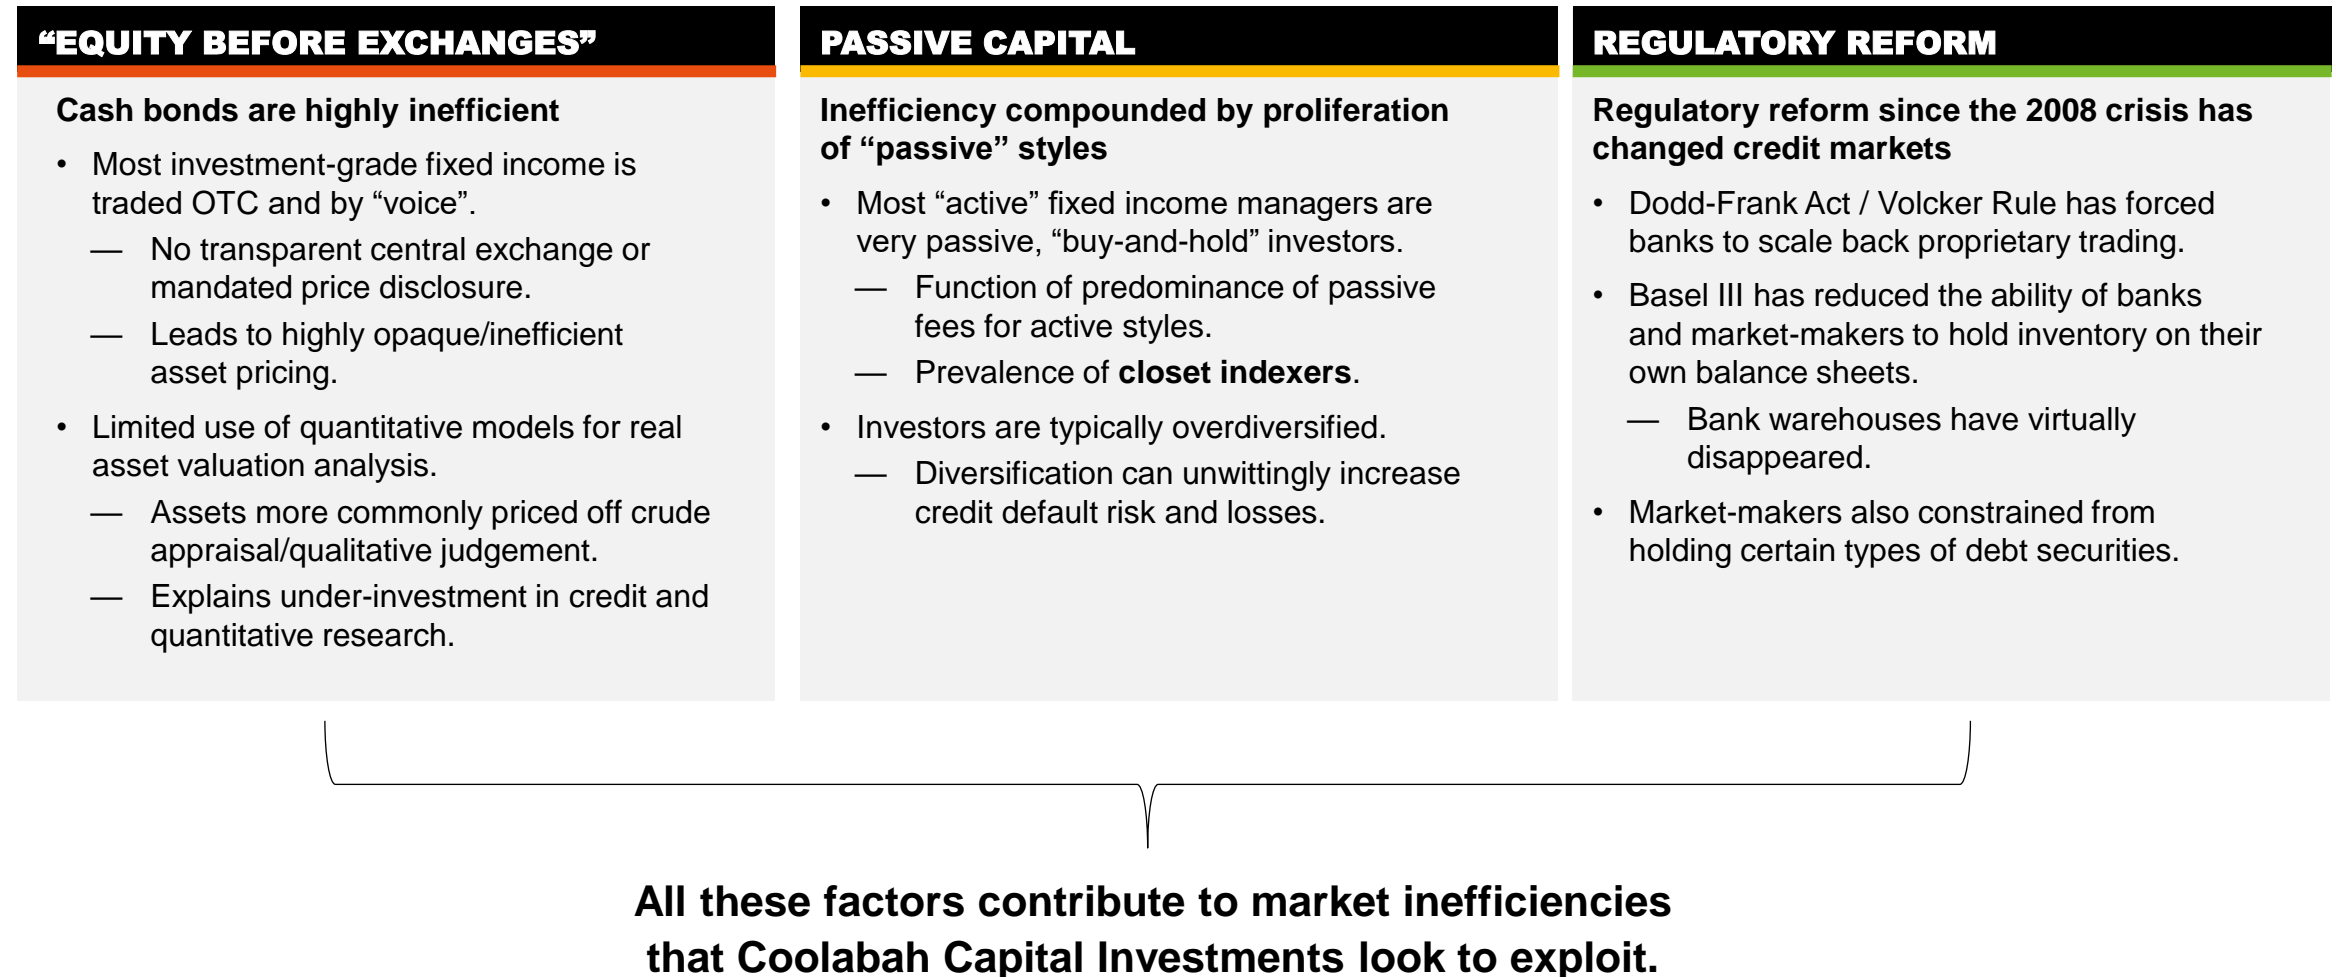 “EQUITY BEFORE EXCHANGES”
Cash bonds are highly inefficient
• Most investment-grade fixed income is
traded OTC and by “voice”.
— No transparent central exchange or
mandated price disclosure.
— Leads to highly opaque/inefficient
asset pricing.
• Limited use of quantitative models for real
asset valuation analysis.
— Assets more commonly priced off crude
appraisal/qualitative judgement.
— Explains under-investment in credit and
quantitative research.
PASSIVE CAPITAL
Inefficiency compounded by proliferation
of “passive” styles
• Most “active” fixed income managers are
very passive, “buy-and-hold” investors.
— Function of predominance of passive
fees for active styles.
— Prevalence of closet indexers.
• Investors are typically overdiversified.
— Diversification can unwittingly increase
credit default risk and losses.
REGULATORY REFORM
Regulatory reform since the 2008 crisis has
changed credit markets
• Dodd-Frank Act / Volcker Rule has forced
banks to scale back proprietary trading.
• Basel III has reduced the ability of banks
and market-makers to hold inventory on their
own balance sheets.
— Bank warehouses have virtually
disappeared.
• Market-makers also constrained from
holding certain types of debt securities.
All these factors contribute to market inefficiencies
that Coolabah Capital Investments look to exploit.